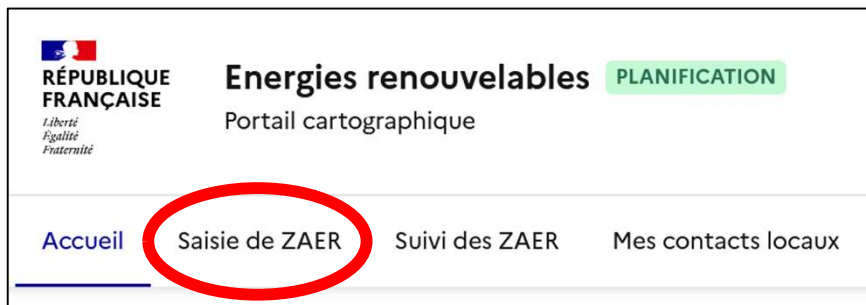 RÉPUBLIQUE
FRANÇAISE
Liberté
Égalité
Fraternité
Energies renouvelables PLANIFICATION
Portail cartographique
Accueil Saisie de ZAER Suivi des ZAER Mes contacts locaux